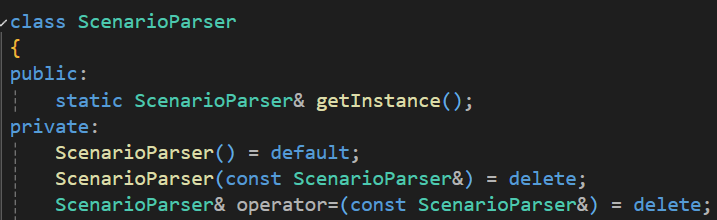 class ScenarioParser
{
public:
    static ScenarioParser& getInstance();
private:
    ScenarioParser() = default;
    ScenarioParser(const ScenarioParser&) = delete;
    ScenarioParser& operator=(const ScenarioParser&) = delete;